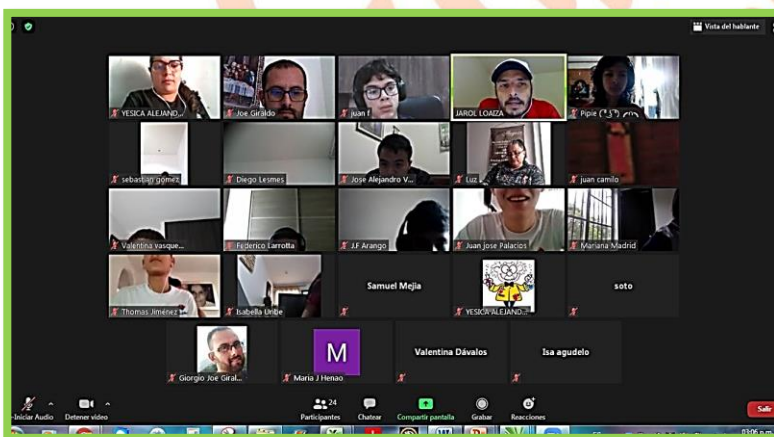 Vista del hablante
YESICA ALEJAND...
Joe Giraldo
juan f
JAROL LOAIZA
Pipie
sebastian gomez
Diego Lesmes
Jose Alejandro V...
Luz
juan camilo
Valentina vasque...
Federico Larrotta
J.F Arango
Juan jose Palacios
Mariana Madrid
Thomas Jiménez
Isabella Uribe
Samuel Mejia
YESICA ALEJAND...
soto
Giorgio Joe Giral...
M
Maria J Henao
Valentina Dávalos
Isa agudelo
Iniciar Audio
Detener video
24
Participantes
Chatear
Compartir pantalla
Grabar
Reacciones
Salir
03:06 p.m.